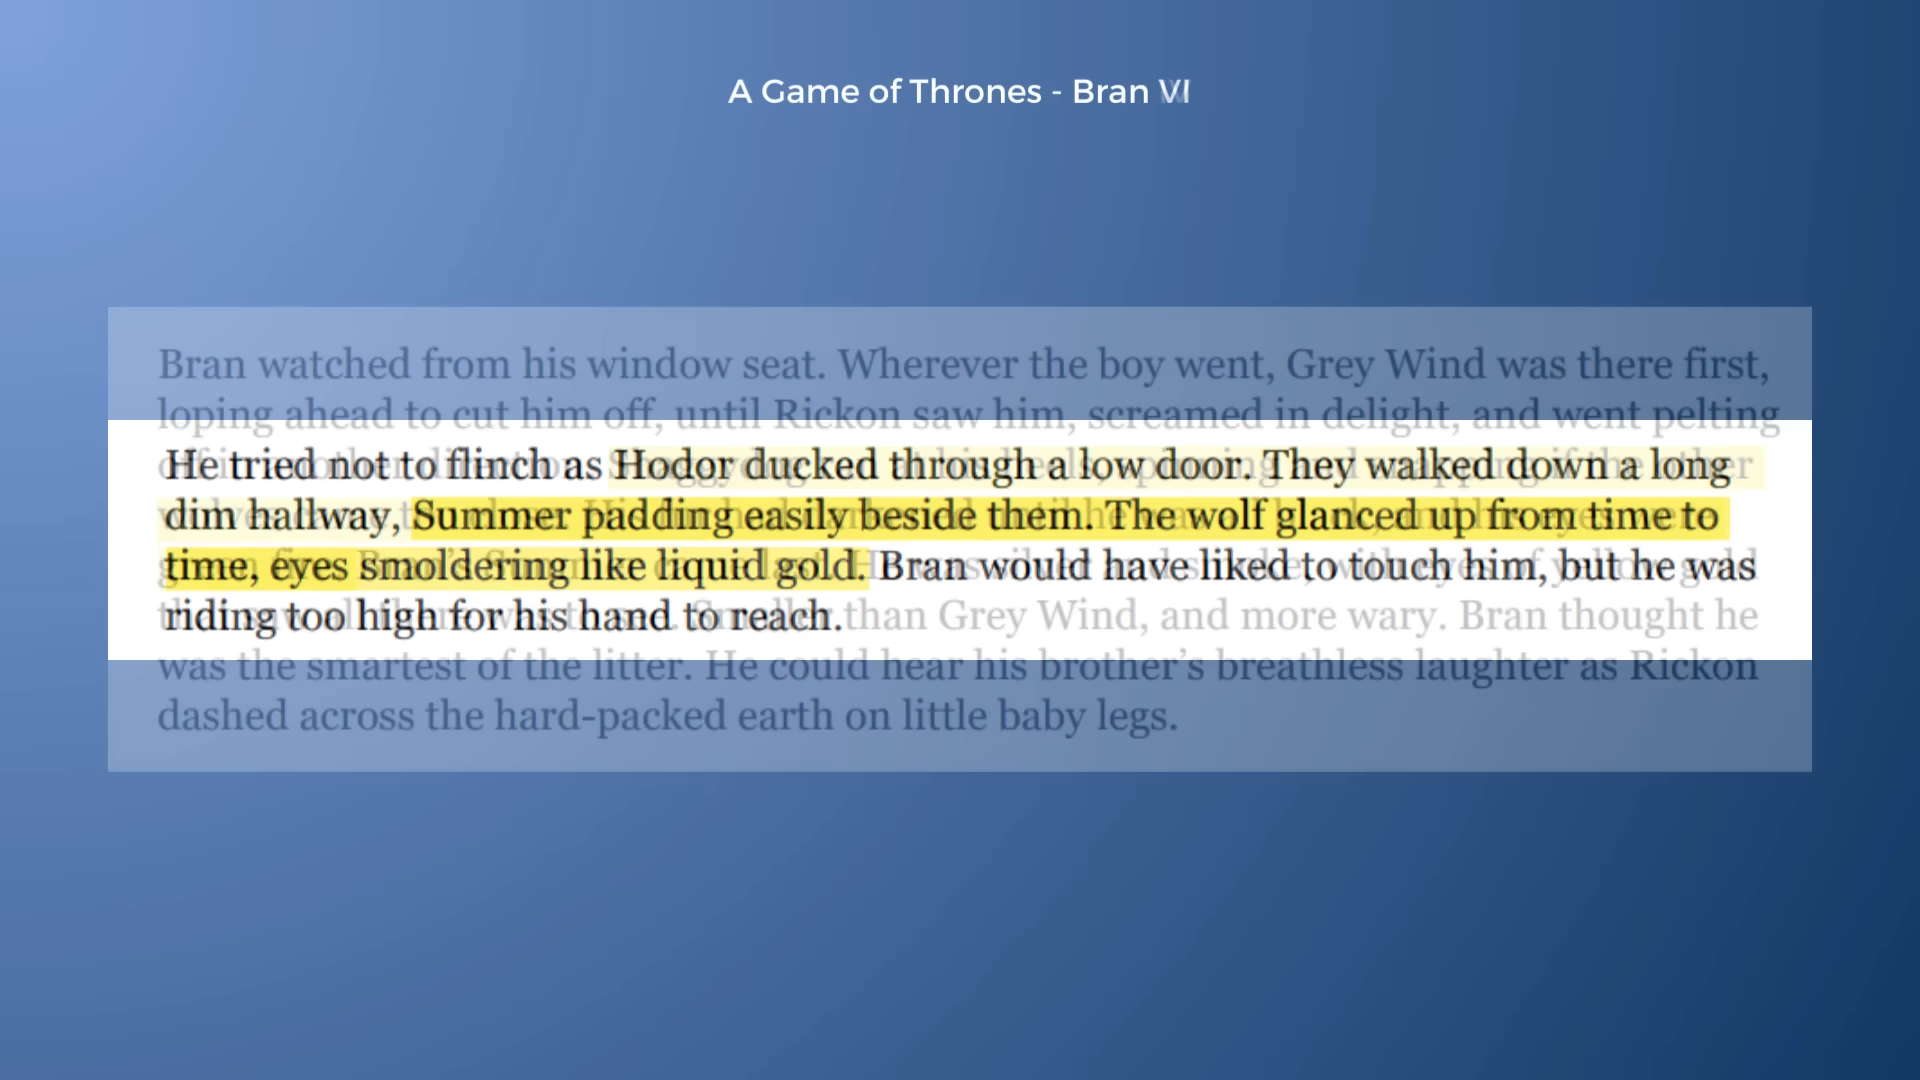 A Game of Thrones - Bran VI
Bran watched from his window seat. Wherever the boy went, Grey Wind was there first,
loping ahead to cut him off, until Rickon saw him, screamed in delight, and went pelting
He tried not to flinch as Hodor ducked through a low door. They walked down a long
dim hallway, Summer padding easily beside them. The wolf glanced up from time to
time, eyes smoldering like liquid gold. Bran would have liked to touch him, but he was
riding too high for his hand to reach.
than Grey Wind, and more wary. Bran thought he
was the smartest of the litter. He could hear his brother’s breathless laughter as Rickon
dashed across the hard-packed earth on little baby legs.